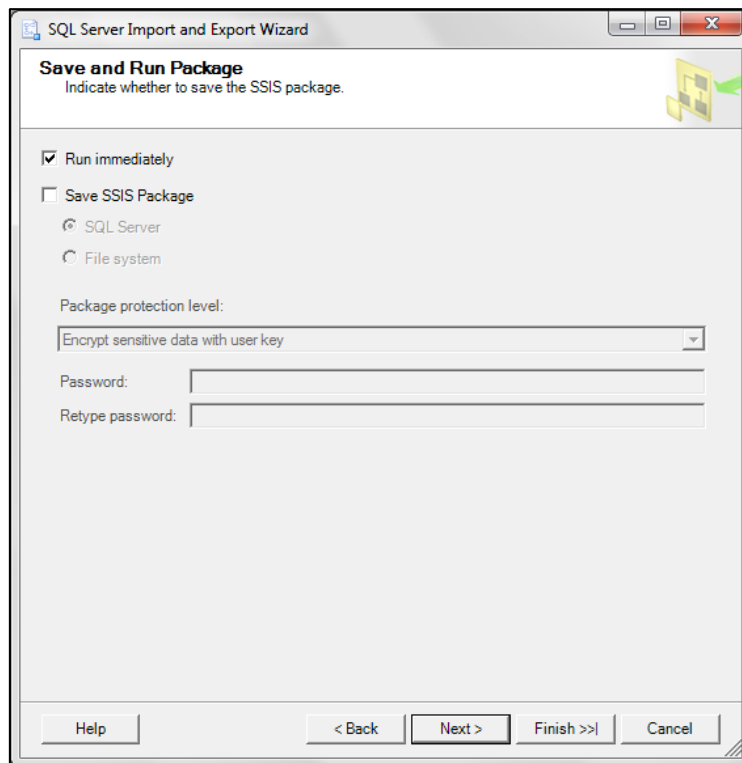 SQL Server Import and Export Wizard
Save and Run Package
Indicate whether to save the SSIS package.
Run immediately
Save SSIS Package
SQL Server
File system
Package protection level:
Encrypt sensitive data with user key
Password:
Retype password:
Help
< Back
Next >
Finish >>|
Cancel